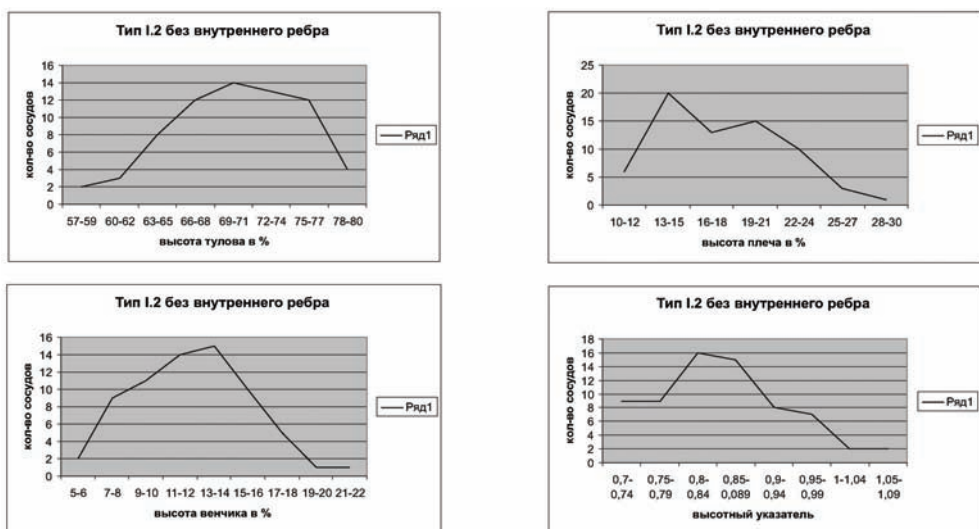 Тип I.2 без внутреннего ребра
кол-во сосудов
16
14
12
10
8
6
4
2
0
57-59 60-62 63-65 66-68 69-71 72-74 75-77 78-80
высота тулова в %
Ряд1
Тип I.2 без внутреннего ребра
кол-во сосудов
25
20
15
10
5
0
10-12 13-15 16-18 19-21 22-24 25-27 28-30
высота плеча в %
Ряд1
Тип I.2 без внутреннего ребра
кол-во сосудов
16
14
12
10
8
6
4
2
0
5-6 7-8 9-10 11-12 13-14 15-16 17-18 19-20 21-22
высота венчика в %
Ряд1
Тип I.2 без внутреннего ребра
кол-во сосудов
18
16
14
12
10
8
6
4
2
0
0,7- 0,75- 0,8- 0,85- 0,9- 0,95- 1-1,04 1,05-
0,74 0,79 0,84 0,089 0,94 0,99 1,09
высотный указатель
Ряд1